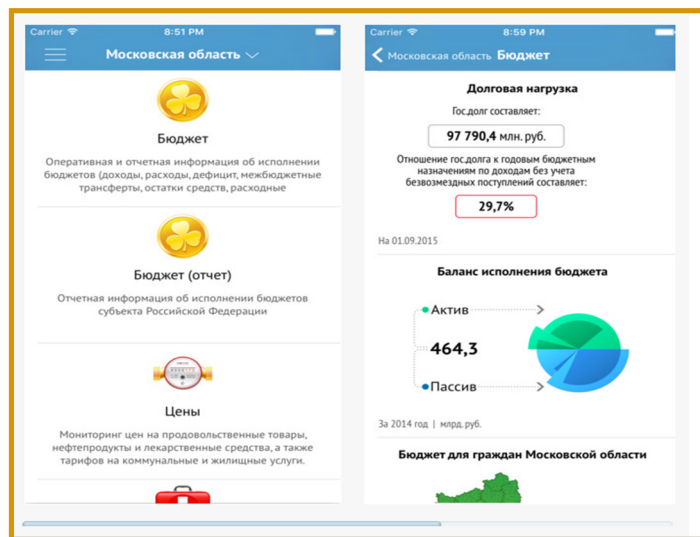 Carrier 8:51 PM
Московская область
Бюджет
Оперативная и отчетная информация об исполнении
бюджетов (доходы, расходы, дефицит, межбюджетные
трансферты, остатки средств, расходные
Бюджет (отчет)
Отчетная информация об исполнении бюджетов
субъекта Российской Федерации
Цены
Мониторинг цен на продовольственные товары,
нефтепродукты и лекарственные средства, а также
тарифов на коммунальные и жилищные услуги.
Carrier 8:59 PM
Московская область Бюджет
Долговая нагрузка
Гос.долг составляет:
97 790,4 млн. руб.
Отношение гос.долга к годовым бюджетным
назначениям по доходам без учета
безвозмездных поступлений составляет:
29,7%
На 01.09.2015
Баланс исполнения бюджета
Актив
464,3
Пассив
За 2014 год | млрд. руб.
Бюджет для граждан Московской области